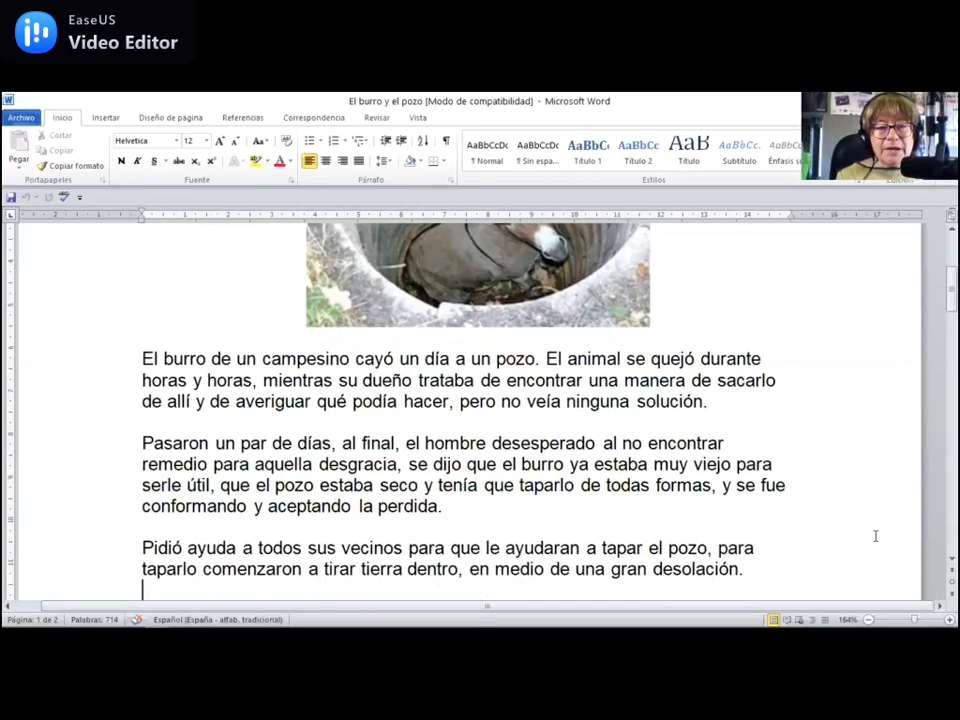 EaseUS
Video Editor
El burro y el pozo [Modo de compatibilidad] - Microsoft Word
Archivo Inicio Insertar Diseño de página Referencias Correspondencia Revisar Vista
Cortar
Copiar
Pegar
Copiar formato
Helvetica 12
AaBbCcDc AaBbCcDc AaBbC AaBbCc AaB AaBbCc. AaBbCcD
¶ Normal ¶ Sin espa... Título 1 Título 2 Título Subtítulo Énfasis s
Portapapeles Fuente Párrafo Estilos
El burro de un campesino cayó un día a un pozo. El animal se quejó durante
horas y horas, mientras su dueño trataba de encontrar una manera de sacarlo
de allí y de averiguar qué podía hacer, pero no veía ninguna solución.
Pasaron un par de días, al final, el hombre desesperado al no encontrar
remedio para aquella desgracia, se dijo que el burro ya estaba muy viejo para
serle útil, que el pozo estaba seco y tenía que taparlo de todas formas, y se fue
conformando y aceptando la perdida.
Pidió ayuda a todos sus vecinos para que le ayudaran a tapar el pozo, para
taparlo comenzaron a tirar tierra dentro, en medio de una gran desolación.
Página: 1 de 2 Palabras: 714 Español (España - alfab. tradicional) 164%